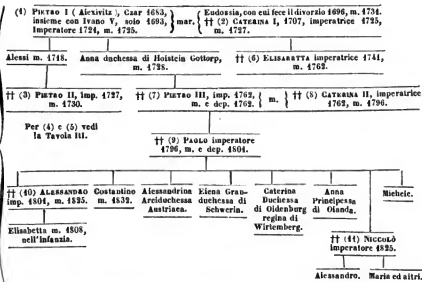 (1) PIETRO I (Alexivitz), Czar 1683, insieme con Ivano V, solo 1693, Imperatore 1721, m. 1725.
mar.
Eudossia, con cui fece il divorzio 1696, m. 1731.
†† (2) CATERINA I, 1707, imperatrice 1725, m. 1727.
Alessi m. 1718.
Anna duchessa di Holstein Gottorp, m. 1728.
†† (6) ELISABETTA imperatrice 1741, m. 1762.
†† (3) PIETRO II, imp. 1727, m. 1730.
†† (7) PIETRO III, imp. 1762, m. e dep. 1762.
m.
†† (8) CATERINA II, imperatrice 1762, m. 1796.
Per (4) e (5) vedi
la Tavola III.
†† (9) PAOLO imperatore
1796, m. e dep. 1801.
†† (10) ALESSANDRO
imp. 1801, m. 1825.
Costantino
m. 1832.
Alessandrina
Arciduchessa
Austriaca.
Elena Gran-
duchessa di
Schwerin.
Caterina
Duchessa
di Oldenburg
regina di
Wirtemberg.
Anna
Principessa
di Olanda.
Michele.
Elisabetta m. 1808,
nell'infanzia.
†† (11) NICCOLÒ
imperatore 1825.
Alessandro.
Maria ed altri.